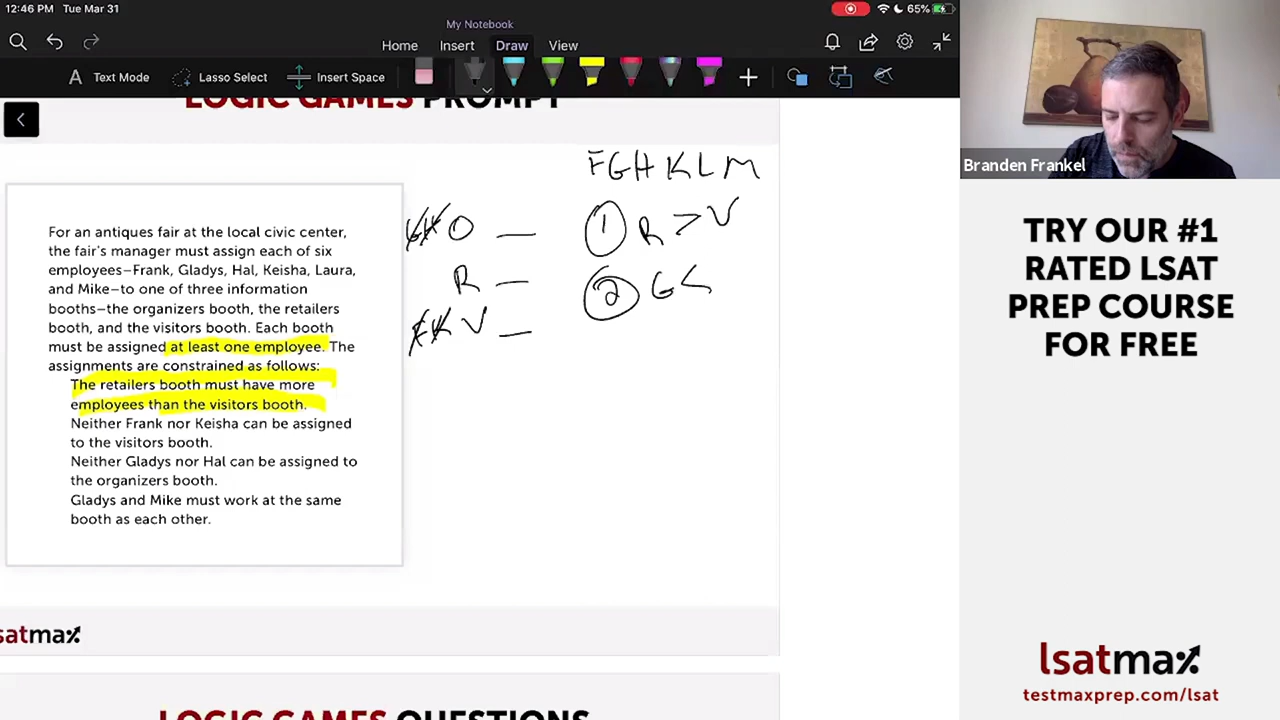 12:46 PM Tue Mar 31
65%
My Notebook
Home Insert Draw View
Text Mode Lasso Select Insert Space
LOGIC GAMES PROMPT
For an antiques fair at the local civic center,
the fair's manager must assign each of six
employees–Frank, Gladys, Hal, Keisha, Laura,
and Mike–to one of three information
booths–the organizers booth, the retailers
booth, and the visitors booth. Each booth
must be assigned at least one employee. The
assignments are constrained as follows:
The retailers booth must have more
employees than the visitors booth.
Neither Frank nor Keisha can be assigned
to the visitors booth.
Neither Gladys nor Hal can be assigned to
the organizers booth.
Gladys and Mike must work at the same
booth as each other.
F G H K L M
GH O _
R _
FK V _
1 R > V
2 G <
satmax
LOGIC GAMES QUESTIONS
Branden Frankel
TRY OUR #1
RATED LSAT
PREP COURSE
FOR FREE
lsatmax
testmaxprep.com/lsat